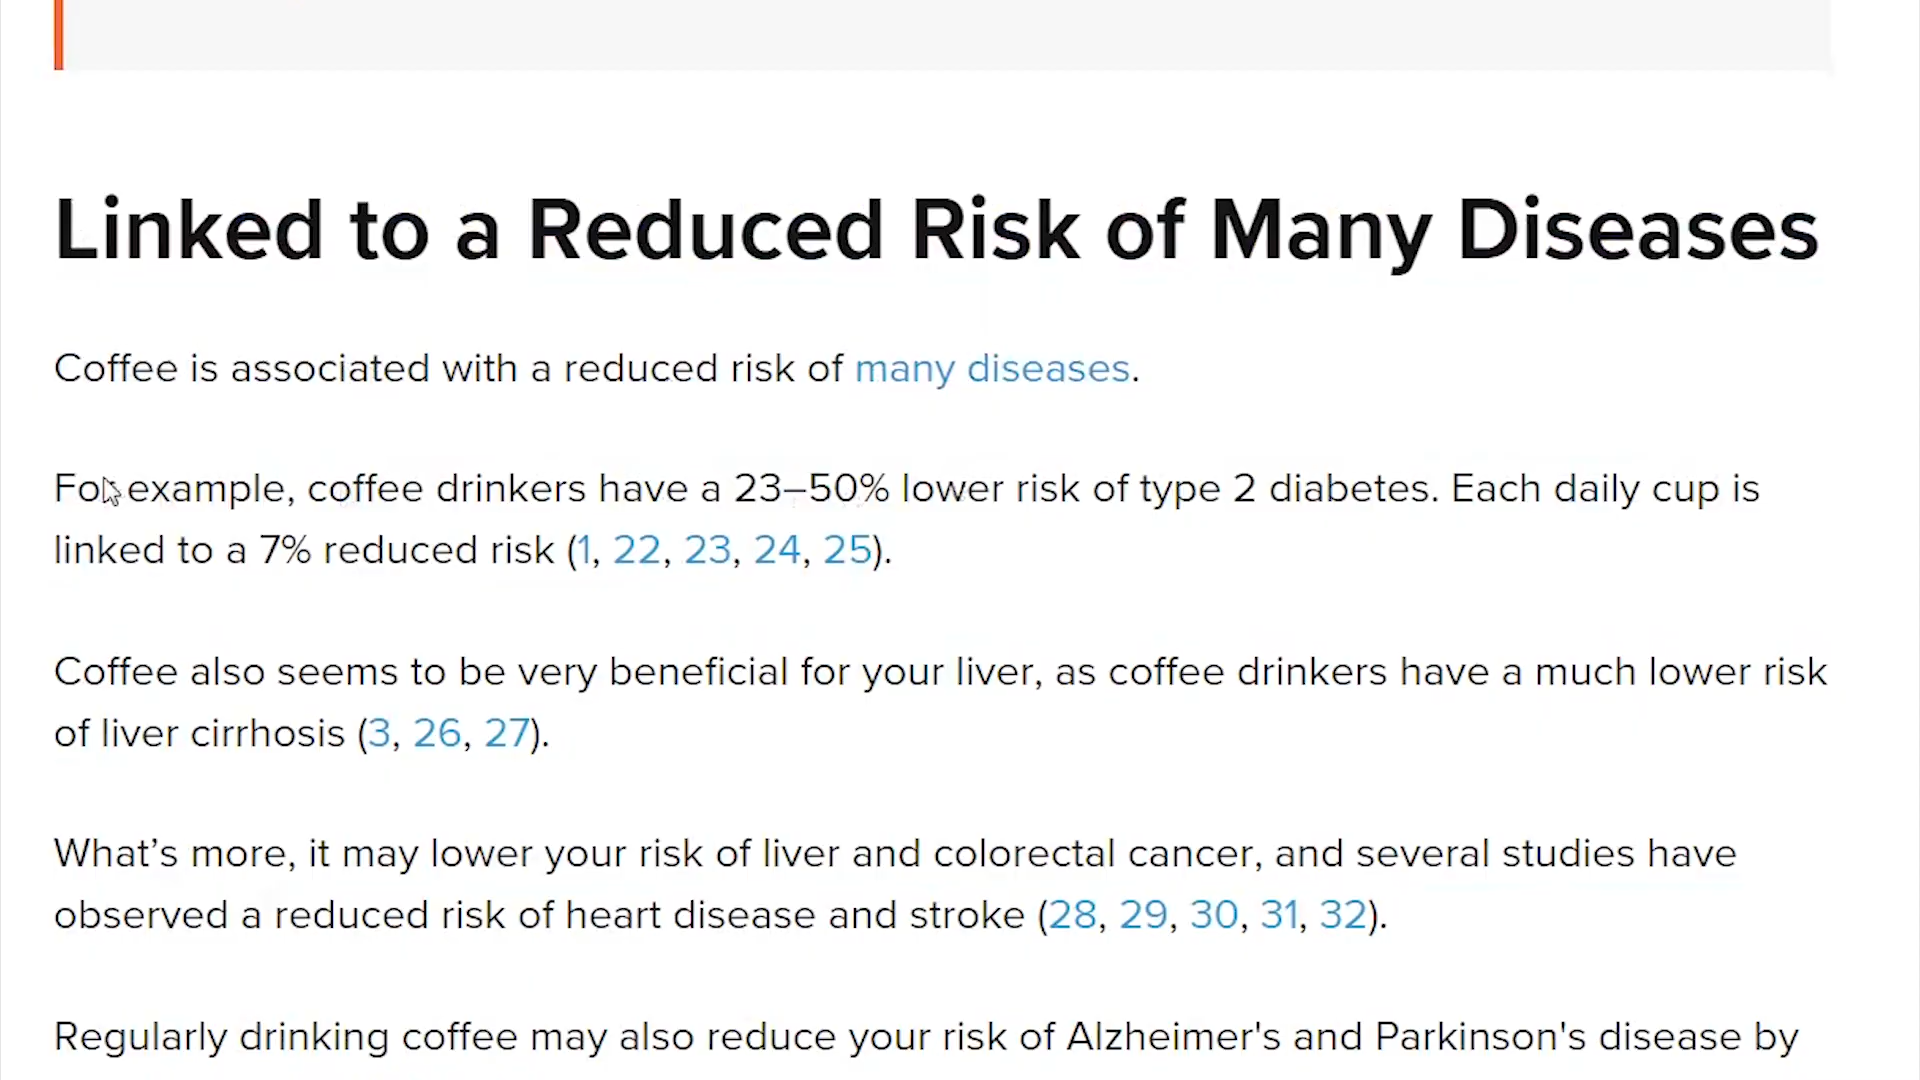 Linked to a Reduced Risk of Many Diseases
Coffee is associated with a reduced risk of many diseases.
For example, coffee drinkers have a 23–50% lower risk of type 2 diabetes. Each daily cup is
linked to a 7% reduced risk (1, 22, 23, 24, 25).
Coffee also seems to be very beneficial for your liver, as coffee drinkers have a much lower risk
of liver cirrhosis (3, 26, 27).
What’s more, it may lower your risk of liver and colorectal cancer, and several studies have
observed a reduced risk of heart disease and stroke (28, 29, 30, 31, 32).
Regularly drinking coffee may also reduce your risk of Alzheimer's and Parkinson's disease by